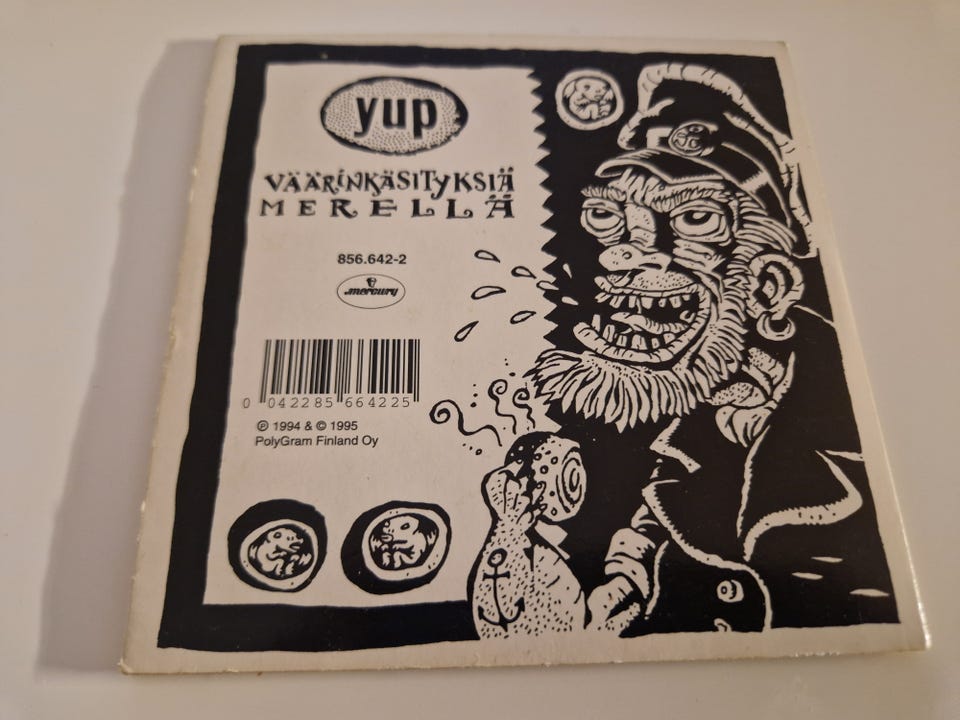 yup
VÄÄRINKÄSITYKSIÄ
MERELLÄ
856.642-2
mercury
0 042285 664225
℗ 1994 & © 1995
PolyGram Finland Oy